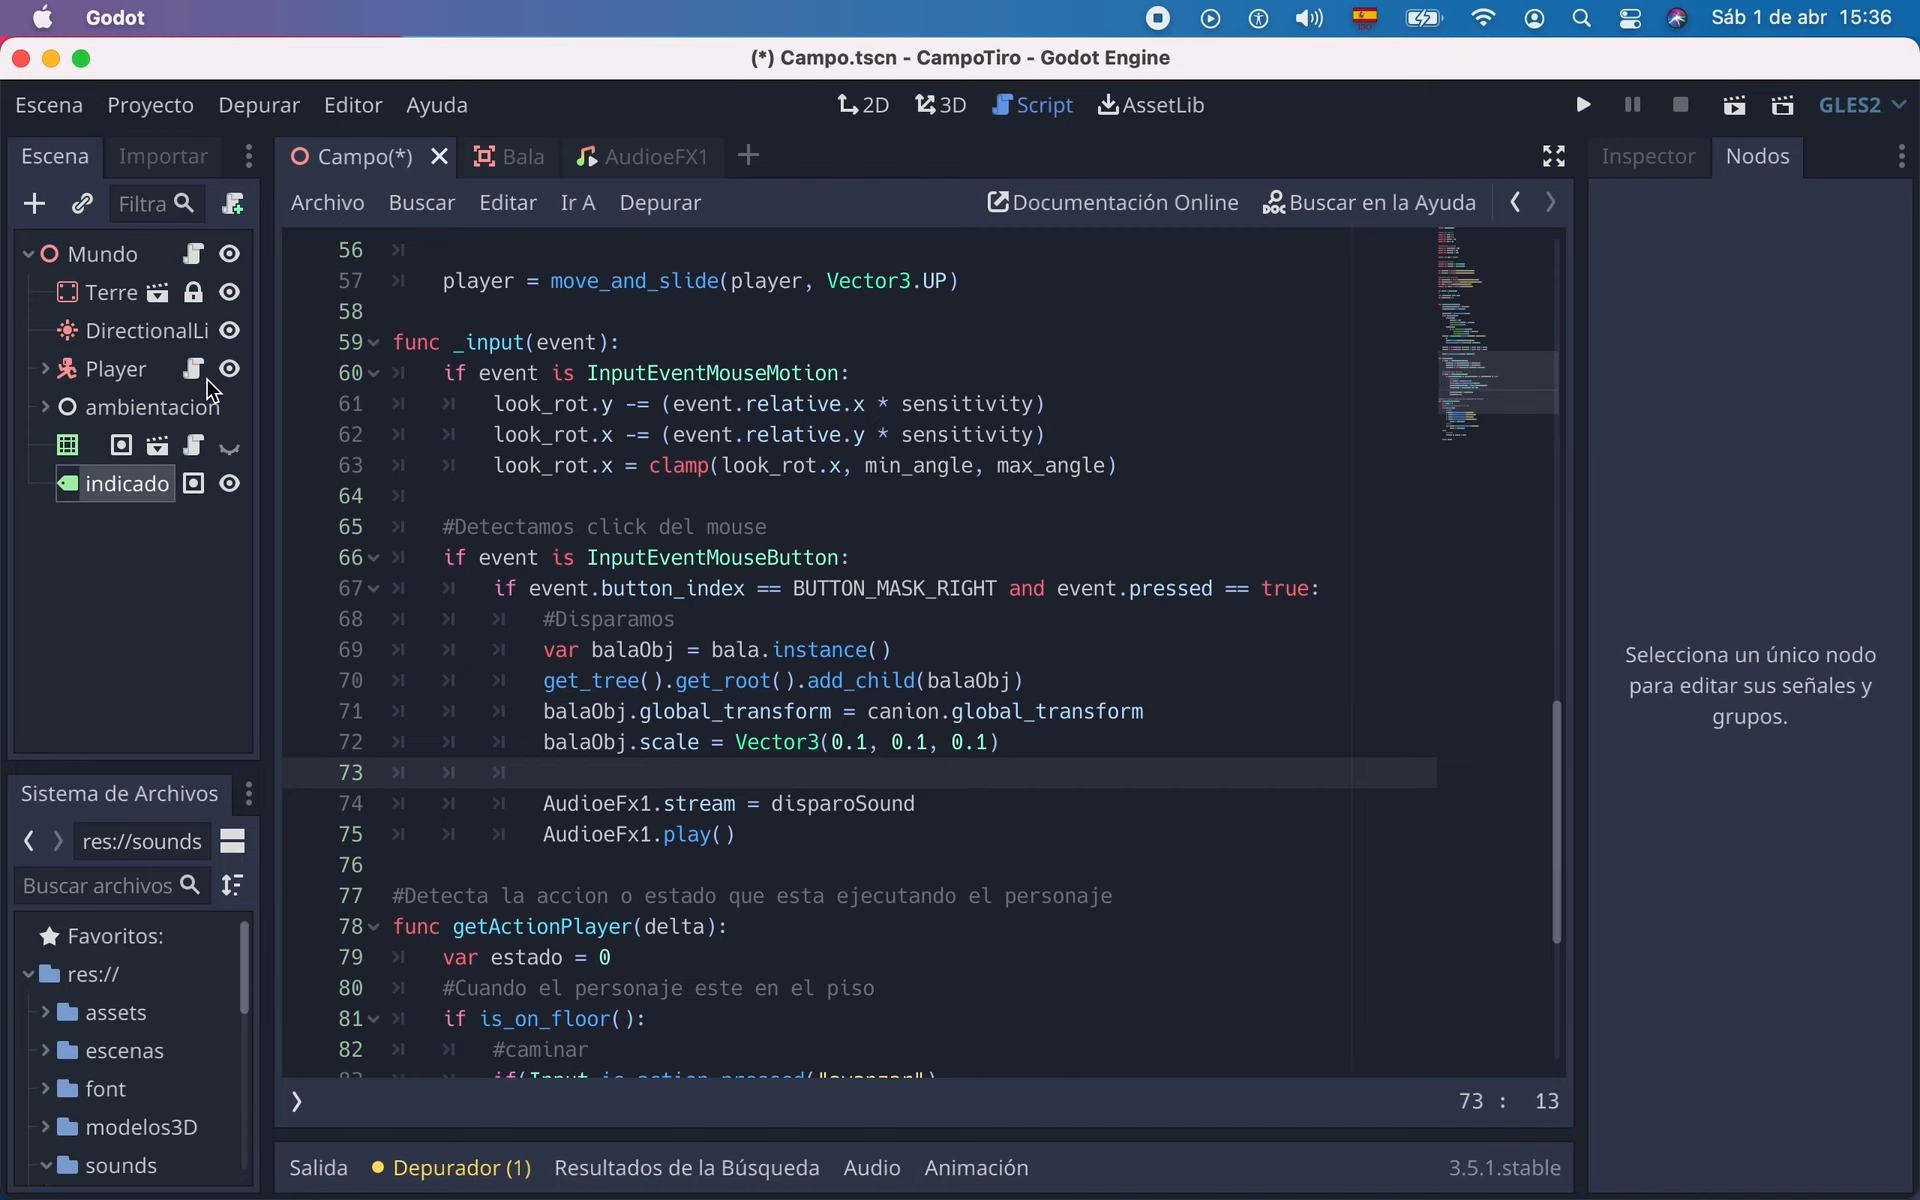 Godot
Sáb 1 de abr 15:36
(*) Campo.tscn - CampoTiro - Godot Engine
Escena Proyecto Depurar Editor Ayuda
2D 3D Script AssetLib
GLES2
Escena Importar
Campo(*) Bala AudioeFX1
Inspector Nodos
Filtra
Archivo Buscar Editar Ir A Depurar
Documentación Online Buscar en la Ayuda
Mundo
Terre
DirectionalLi
Player
ambientacion
indicado
56
57 player = move_and_slide(player, Vector3.UP)
58
59 func _input(event):
60 if event is InputEventMouseMotion:
61 look_rot.y -= (event.relative.x * sensitivity)
62 look_rot.x -= (event.relative.y * sensitivity)
63 look_rot.x = clamp(look_rot.x, min_angle, max_angle)
64
65 #Detectamos click del mouse
66 if event is InputEventMouseButton:
67 if event.button_index == BUTTON_MASK_RIGHT and event.pressed == true:
68 #Disparamos
69 var balaObj = bala.instance()
70 get_tree().get_root().add_child(balaObj)
71 balaObj.global_transform = canion.global_transform
72 balaObj.scale = Vector3(0.1, 0.1, 0.1)
73
74 AudioeFx1.stream = disparoSound
75 AudioeFx1.play()
76
77 #Detecta la accion o estado que esta ejecutando el personaje
78 func getActionPlayer(delta):
79 var estado = 0
80 #Cuando el personaje este en el piso
81 if is_on_floor():
82 #caminar
83 if(Input.is_action_pressed("avanzar")
73 : 13
Selecciona un único nodo
para editar sus señales y
grupos.
Sistema de Archivos
res://sounds
Buscar archivos
Favoritos:
res://
assets
escenas
font
modelos3D
sounds
Salida Depurador (1) Resultados de la Búsqueda Audio Animación
3.5.1.stable